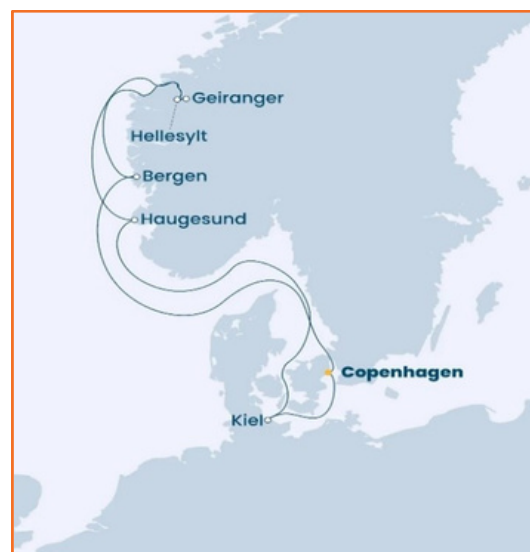 Geiranger
Hellesylt
Bergen
Haugesund
Copenhagen
Kiel